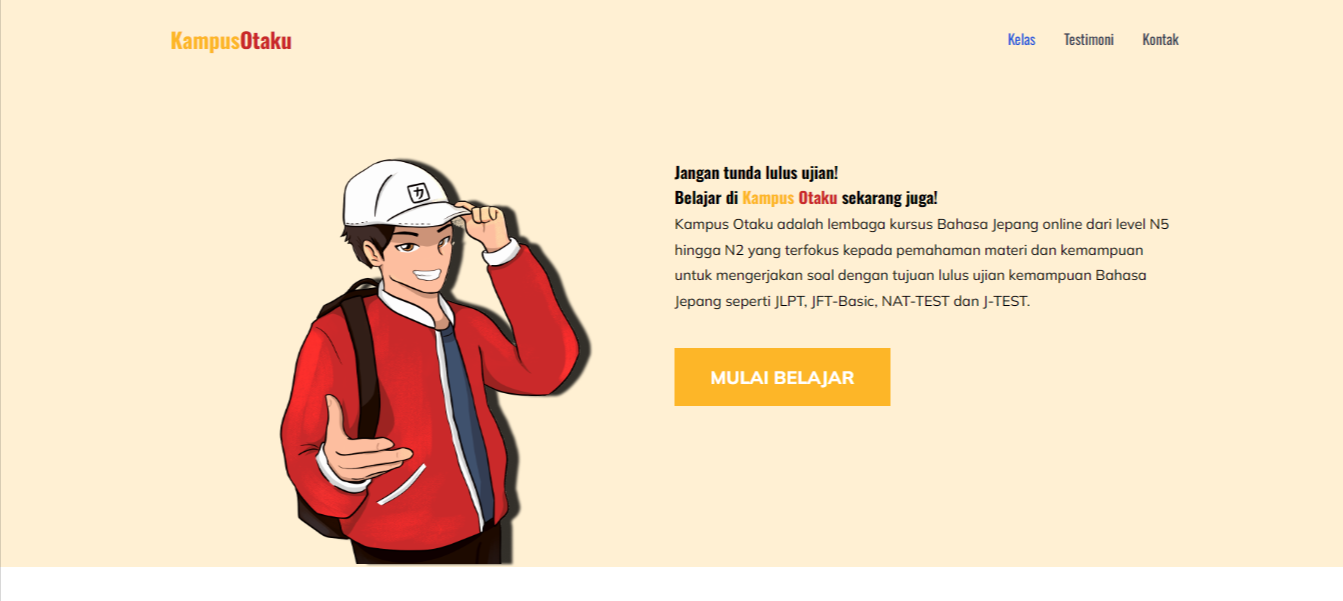 KampusOtaku
Kelas Testimoni Kontak
カ
Jangan tunda lulus ujian!
Belajar di Kampus Otaku sekarang juga!
Kampus Otaku adalah lembaga kursus Bahasa Jepang online dari level N5
hingga N2 yang terfokus kepada pemahaman materi dan kemampuan
untuk mengerjakan soal dengan tujuan lulus ujian kemampuan Bahasa
Jepang seperti JLPT, JFT-Basic, NAT-TEST dan J-TEST.
MULAI BELAJAR